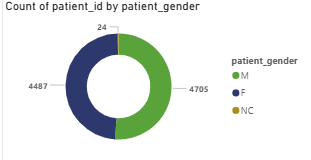 Count of patient_id by patient_gender
24
4487
4705
patient_gender
M
F
NC